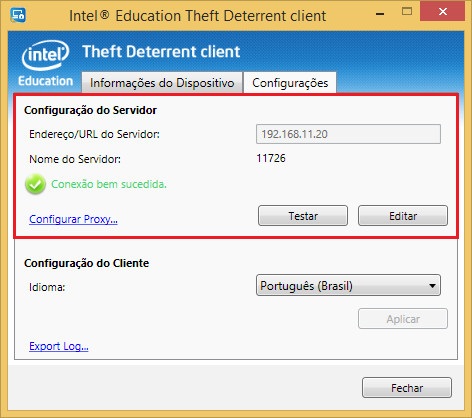 Intel® Education Theft Deterrent client
intel
Education
Theft Deterrent client
Informações do Dispositivo
Configurações
Configuração do Servidor
Endereço/URL do Servidor: 192.168.11.20
Nome do Servidor: 11726
Conexão bem sucedida.
Configurar Proxy... Testar Editar
Configuração do Cliente
Idioma: Português (Brasil)
Aplicar
Export Log...
Fechar